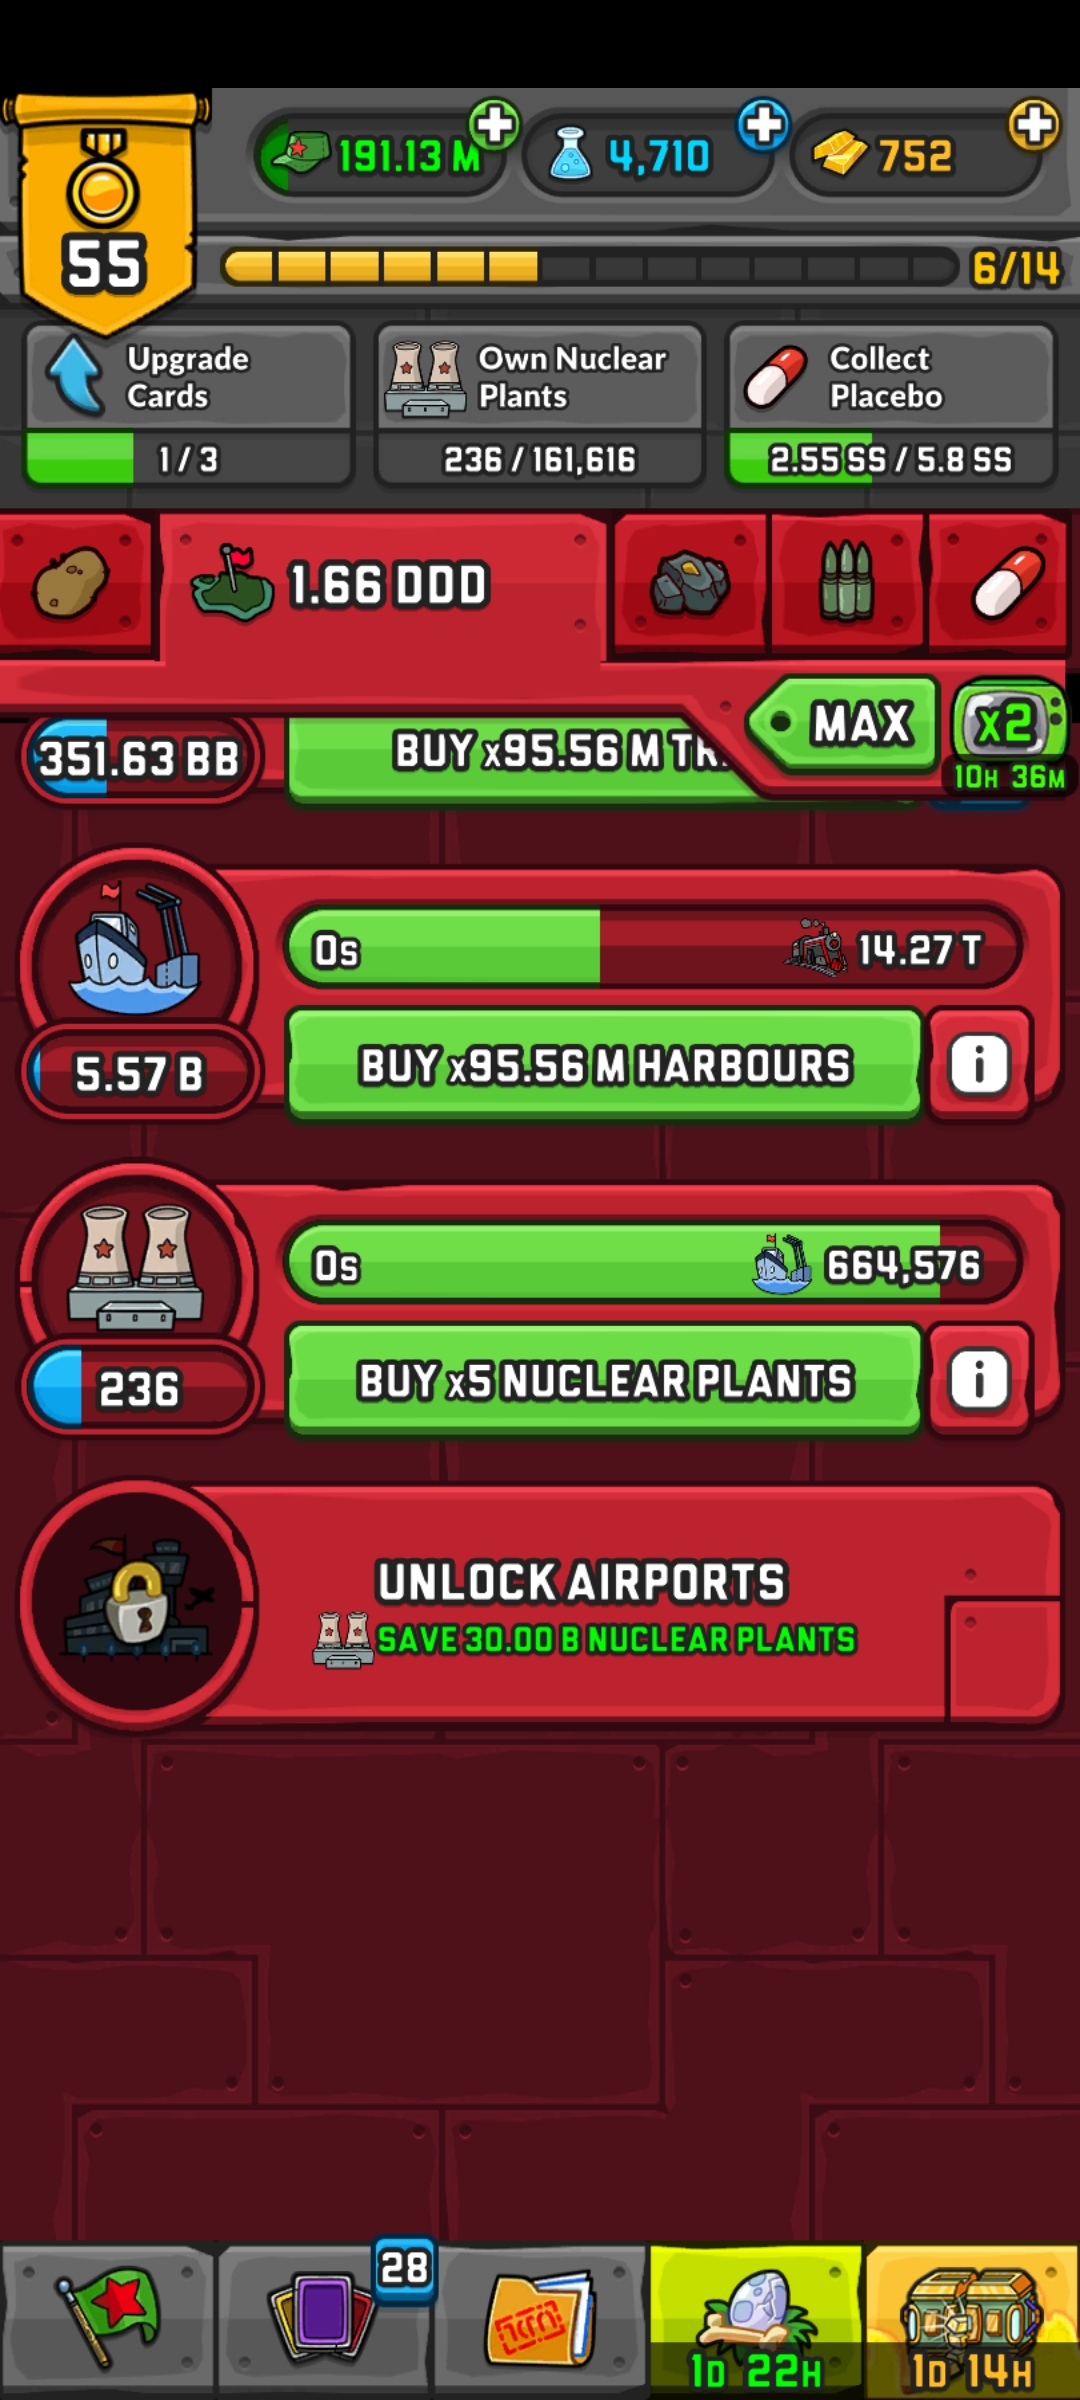 191.13 M
4,710
752
55
6/14
Upgrade
Cards
1 / 3
Own Nuclear
Plants
236 / 161,616
Collect
Placebo
2.55 SS / 5.8 SS
1.66 DDD
MAX
x2
10H 36M
351.63 BB
BUY x95.56 M
0s
14.27 T
5.57 B
BUY x95.56 M HARBOURS
i
0s
664,576
236
BUY x5 NUCLEAR PLANTS
i
UNLOCK AIRPORTS
SAVE 30.00 B NUCLEAR PLANTS
28
1D 22H
1D 14H